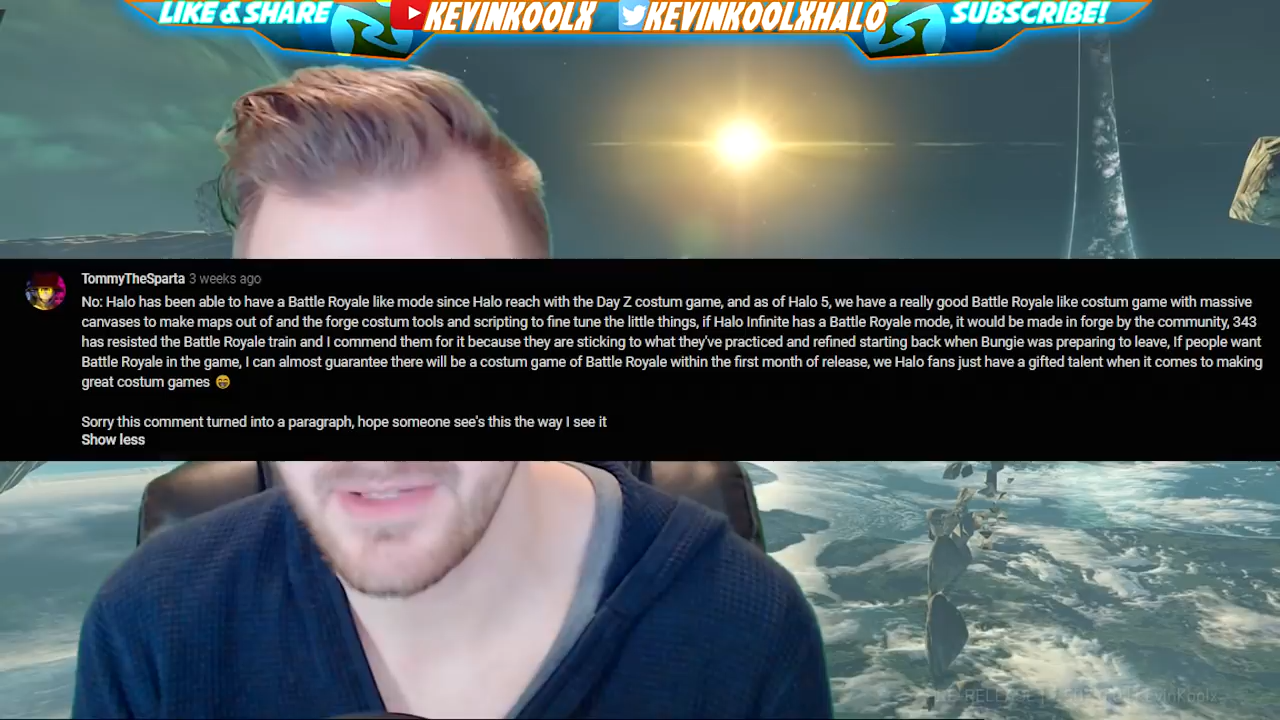 LIKE & SHARE KEVINKOOLX KEVINKOOLXHALO SUBSCRIBE!
TommyTheSparta 3 weeks ago
No: Halo has been able to have a Battle Royale like mode since Halo reach with the Day Z costum game, and as of Halo 5, we have a really good Battle Royale like costum game with massive
canvases to make maps out of and the forge costum tools and scripting to fine tune the little things, if Halo Infinite has a Battle Royale mode, it would be made in forge by the community, 343
has resisted the Battle Royale train and I commend them for it because they are sticking to what they've practiced and refined starting back when Bungie was preparing to leave, If people want
Battle Royale in the game, I can almost guarantee there will be a costum game of Battle Royale within the first month of release, we Halo fans just have a gifted talent when it comes to making
great costum games 😁
Sorry this comment turned into a paragraph, hope someone see's this the way I see it
Show less
KevinKoolx